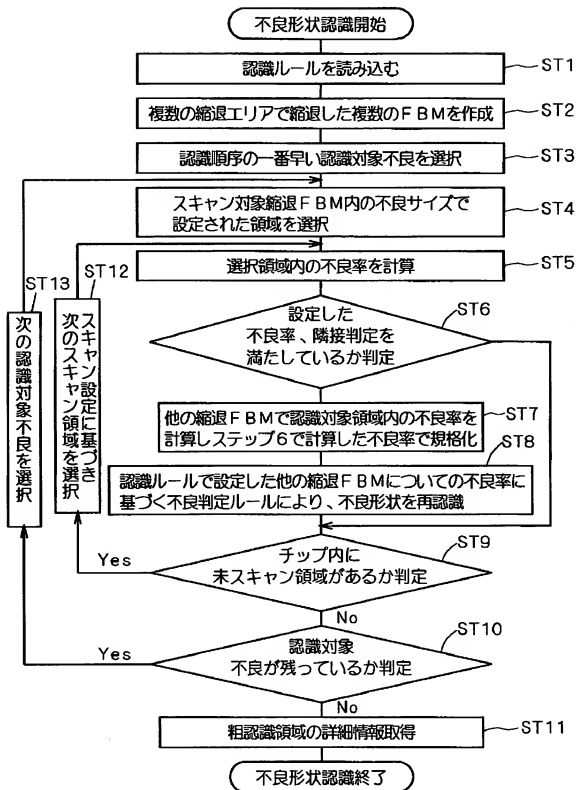 不良形状認識開始
認識ルールを読み込む
ST1
複数の縮退エリアで縮退した複数のFBMを作成
ST2
認識順序の一番早い認識対象不良を選択
ST3
スキャン対象縮退FBM内の不良サイズで
設定された領域を選択
ST4
選択領域内の不良率を計算
ST5
ST13
次の認識対象不良を選択
ST12
スキャン設定に基づき
次のスキャン領域を選択
設定した
不良率、隣接判定を
満たしているか判定
ST6
他の縮退FBMで認識対象領域内の不良率を
計算しステップ6で計算した不良率で規格化
ST7
認識ルールで設定した他の縮退FBMについての不良率に
基づく不良判定ルールにより、不良形状を再認識
ST8
チップ内に
未スキャン領域があるか判定
ST9
Yes
No
認識対象
不良が残っているか判定
ST10
Yes
No
粗認識領域の詳細情報取得
ST11
不良形状認識終了